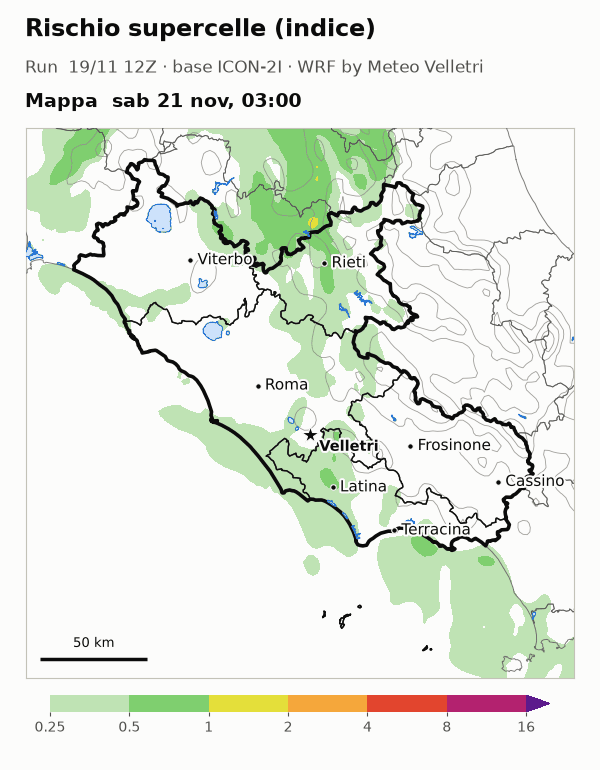 Rischio supercelle (indice)
Run  19/11 12Z · base ICON-2I · WRF by Meteo Velletri
Mappa  sab 21 nov, 03:00
Viterbo
Rieti
Roma
Velletri
Frosinone
Latina
Cassino
Terracina
50 km
0.25 0.5 1 2 4 8 16